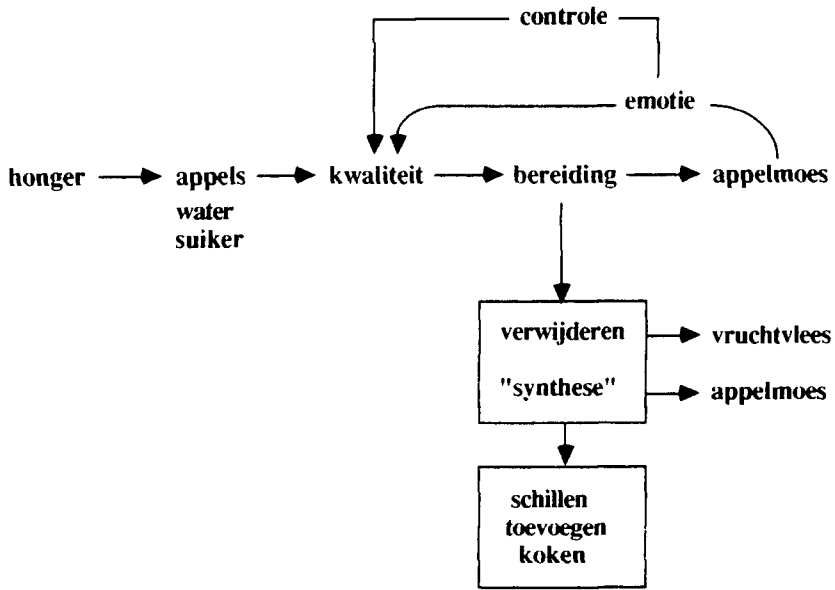 controle
emotie
honger
appels
kwaliteit
bereiding
appelmoes
water
suiker
verwijderen
vruchtvlees
"synthese"
appelmoes
schillen
toevoegen
koken